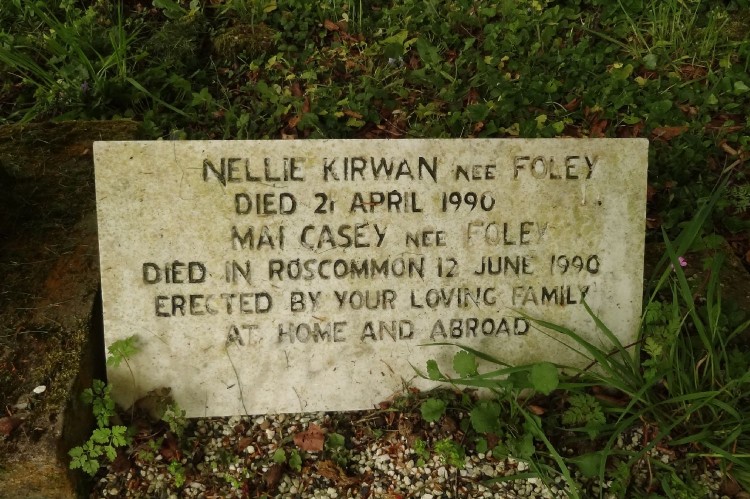 NELLIE KIRWAN NEE FOLEY
DIED 21 APRIL 1990
MAI CASEY NEE FOLEY
DIED IN ROSCOMMON 12 JUNE 1990
ERECTED BY YOUR LOVING FAMILY
AT HOME AND ABROAD